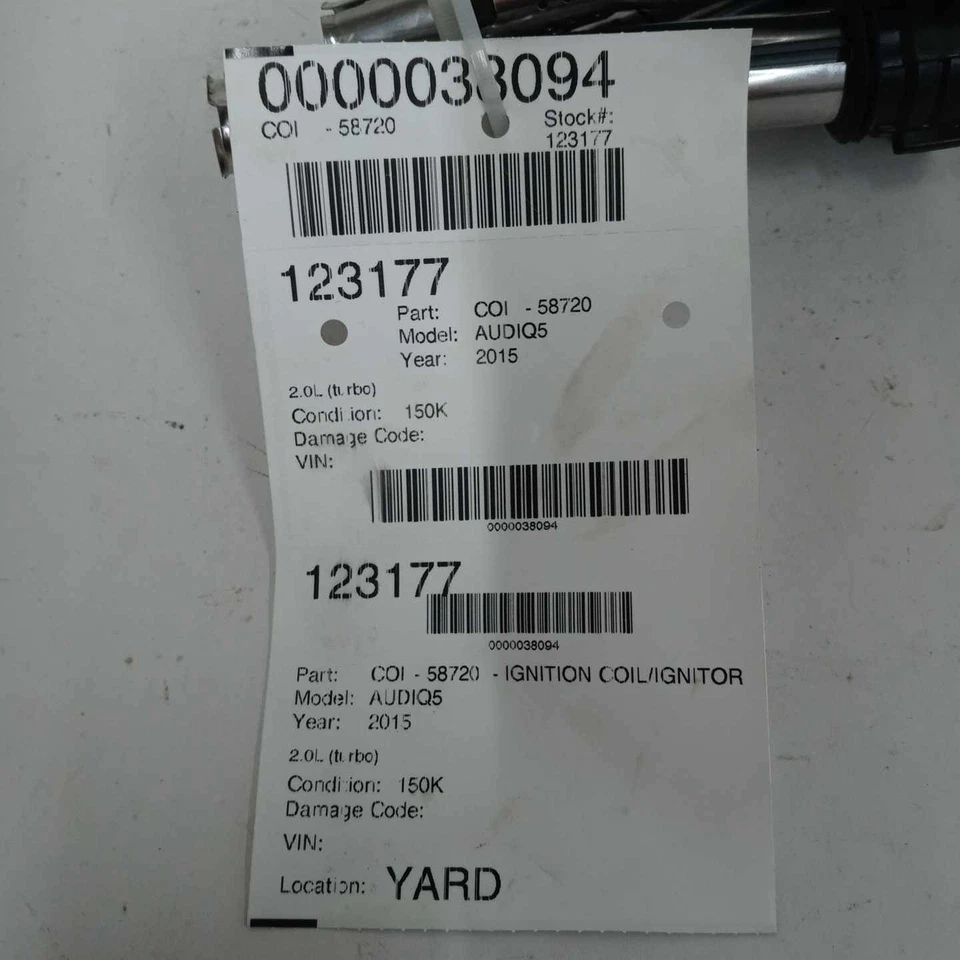 0000038094
COI - 58720
Stock#:
123177
123177
Part: COI - 58720
Model: AUDIQ5
Year: 2015
2.0L (turbo)
Condition: 150K
Damage Code:
VIN:
0000038094
123177
0000038094
Part: COI - 58720 - IGNITION COIL/IGNITOR
Model: AUDIQ5
Year: 2015
2.0L (turbo)
Condition: 150K
Damage Code:
VIN:
Location: YARD